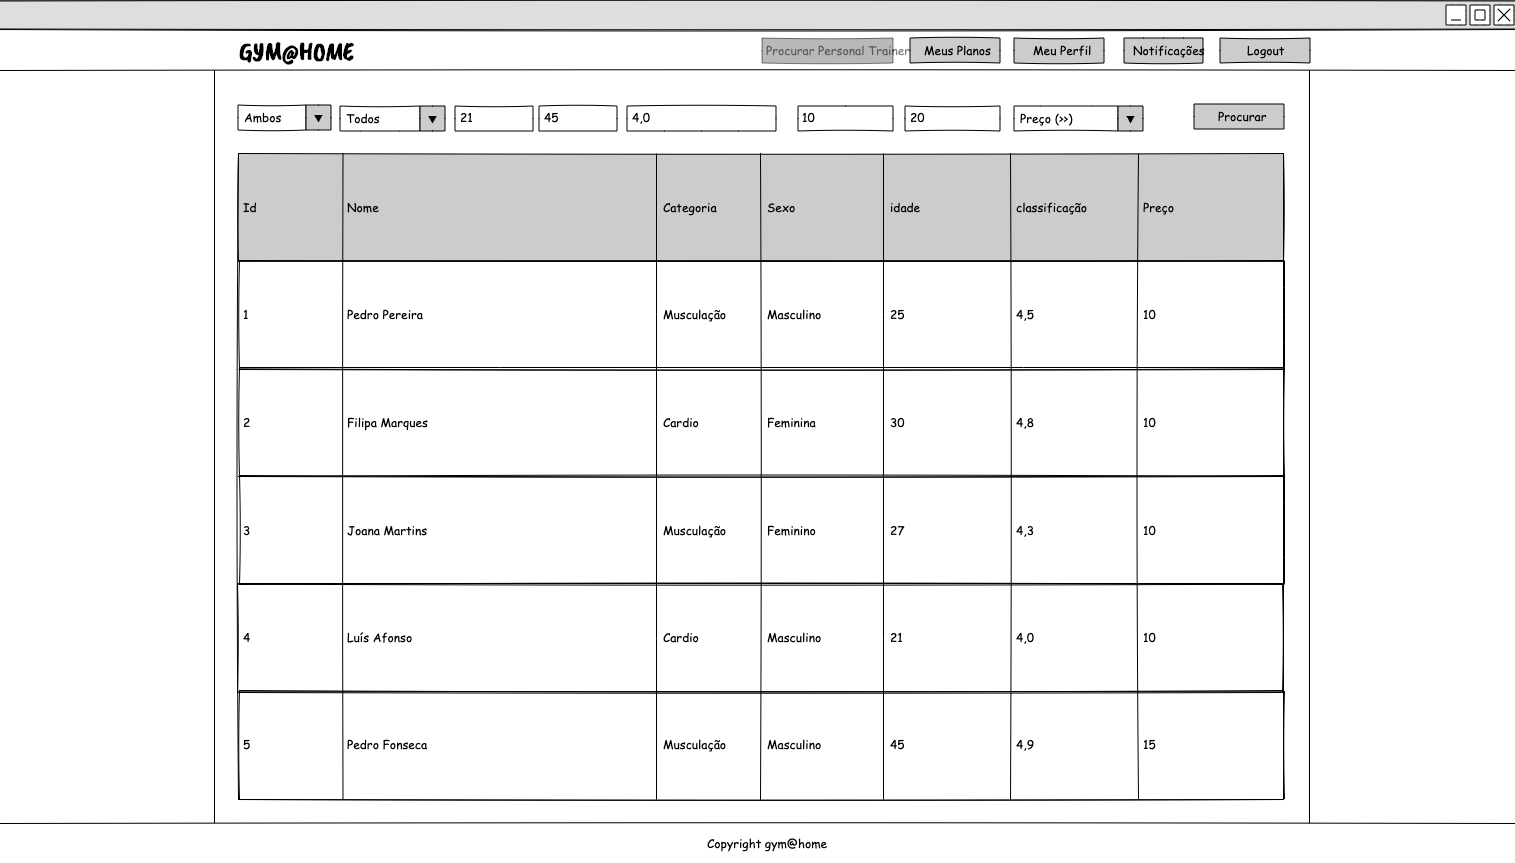 GYM@HOME Procurar Personal Trainer Meus Planos Meu Perfil Notificações Logout
Ambos Todos 21 45 4,0 10 20 Preço (>>) Procurar
Id Nome Categoria Sexo idade classificação Preço
1 Pedro Pereira Musculação Masculino 25 4,5 10
2 Filipa Marques Cardio Feminina 30 4,8 10
3 Joana Martins Musculação Feminino 27 4,3 10
4 Luís Afonso Cardio Masculino 21 4,0 10
5 Pedro Fonseca Musculação Masculino 45 4,9 15
Copyright gym@home